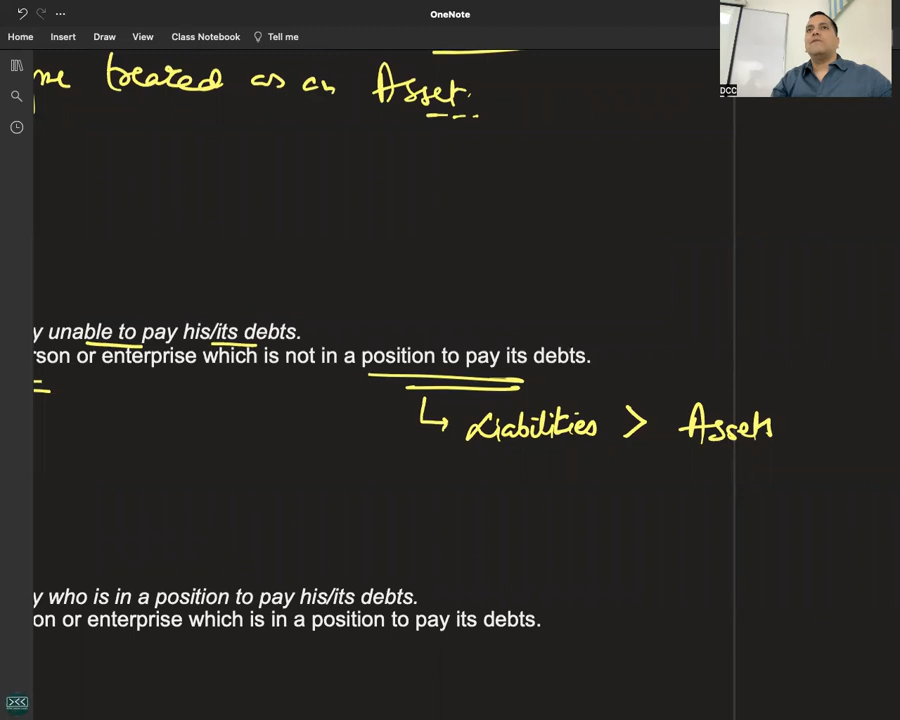 OneNote
Home Insert Draw View Class Notebook Tell me
treated as an Asset.
DCC
y unable to pay his/its debts.
rson or enterprise which is not in a position to pay its debts.
Liabilities > Assets
y who is in a position to pay his/its debts.
on or enterprise which is in a position to pay its debts.